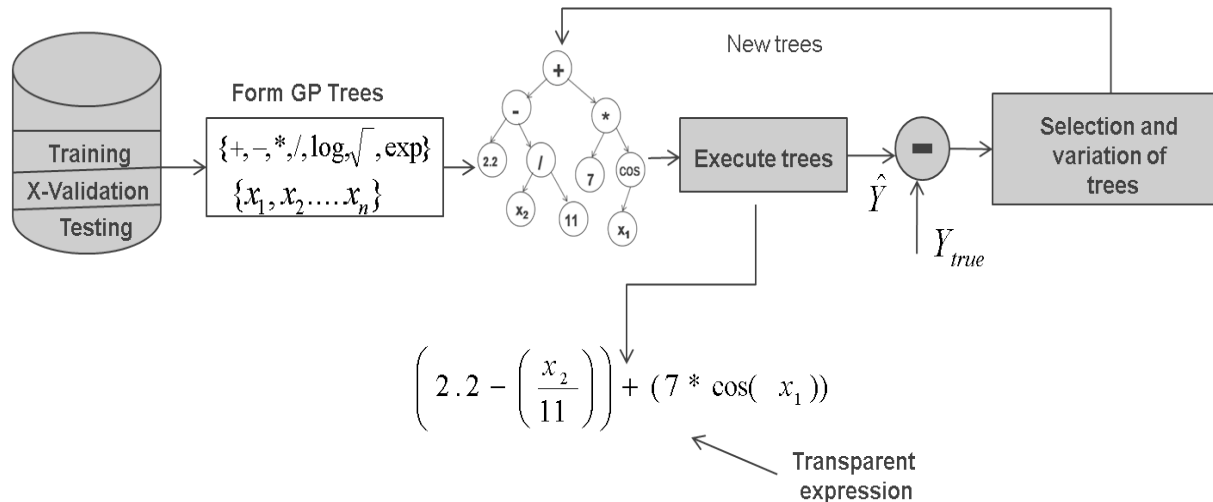 New trees
Form GP Trees
Training
X-Validation
Testing
{+,−,*,/,log,√ ,exp}
{x₁,x₂....xₙ}
+
-
*
2.2
/
7
cos
x₂
11
x₁
Execute trees
-
Ŷ
Y_true
Selection and
variation of
trees
(2.2 − (x₂/11)) + (7 * cos( x₁))
Transparent
expression